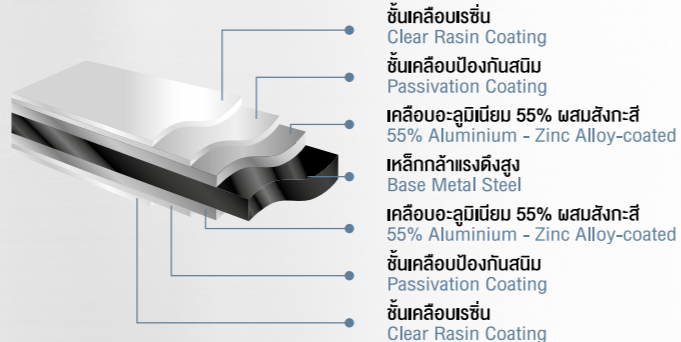 ชั้นเคลือบเรซิ่น
Clear Rasin Coating
ชั้นเคลือบป้องกันสนิม
Passivation Coating
เคลือบอะลูมิเนียม 55% ผสมสังกะสี
55% Aluminium - Zinc Alloy-coated
เหล็กกล้าแรงดึงสูง
Base Metal Steel
เคลือบอะลูมิเนียม 55% ผสมสังกะสี
55% Aluminium - Zinc Alloy-coated
ชั้นเคลือบป้องกันสนิม
Passivation Coating
ชั้นเคลือบเรซิ่น
Clear Rasin Coating